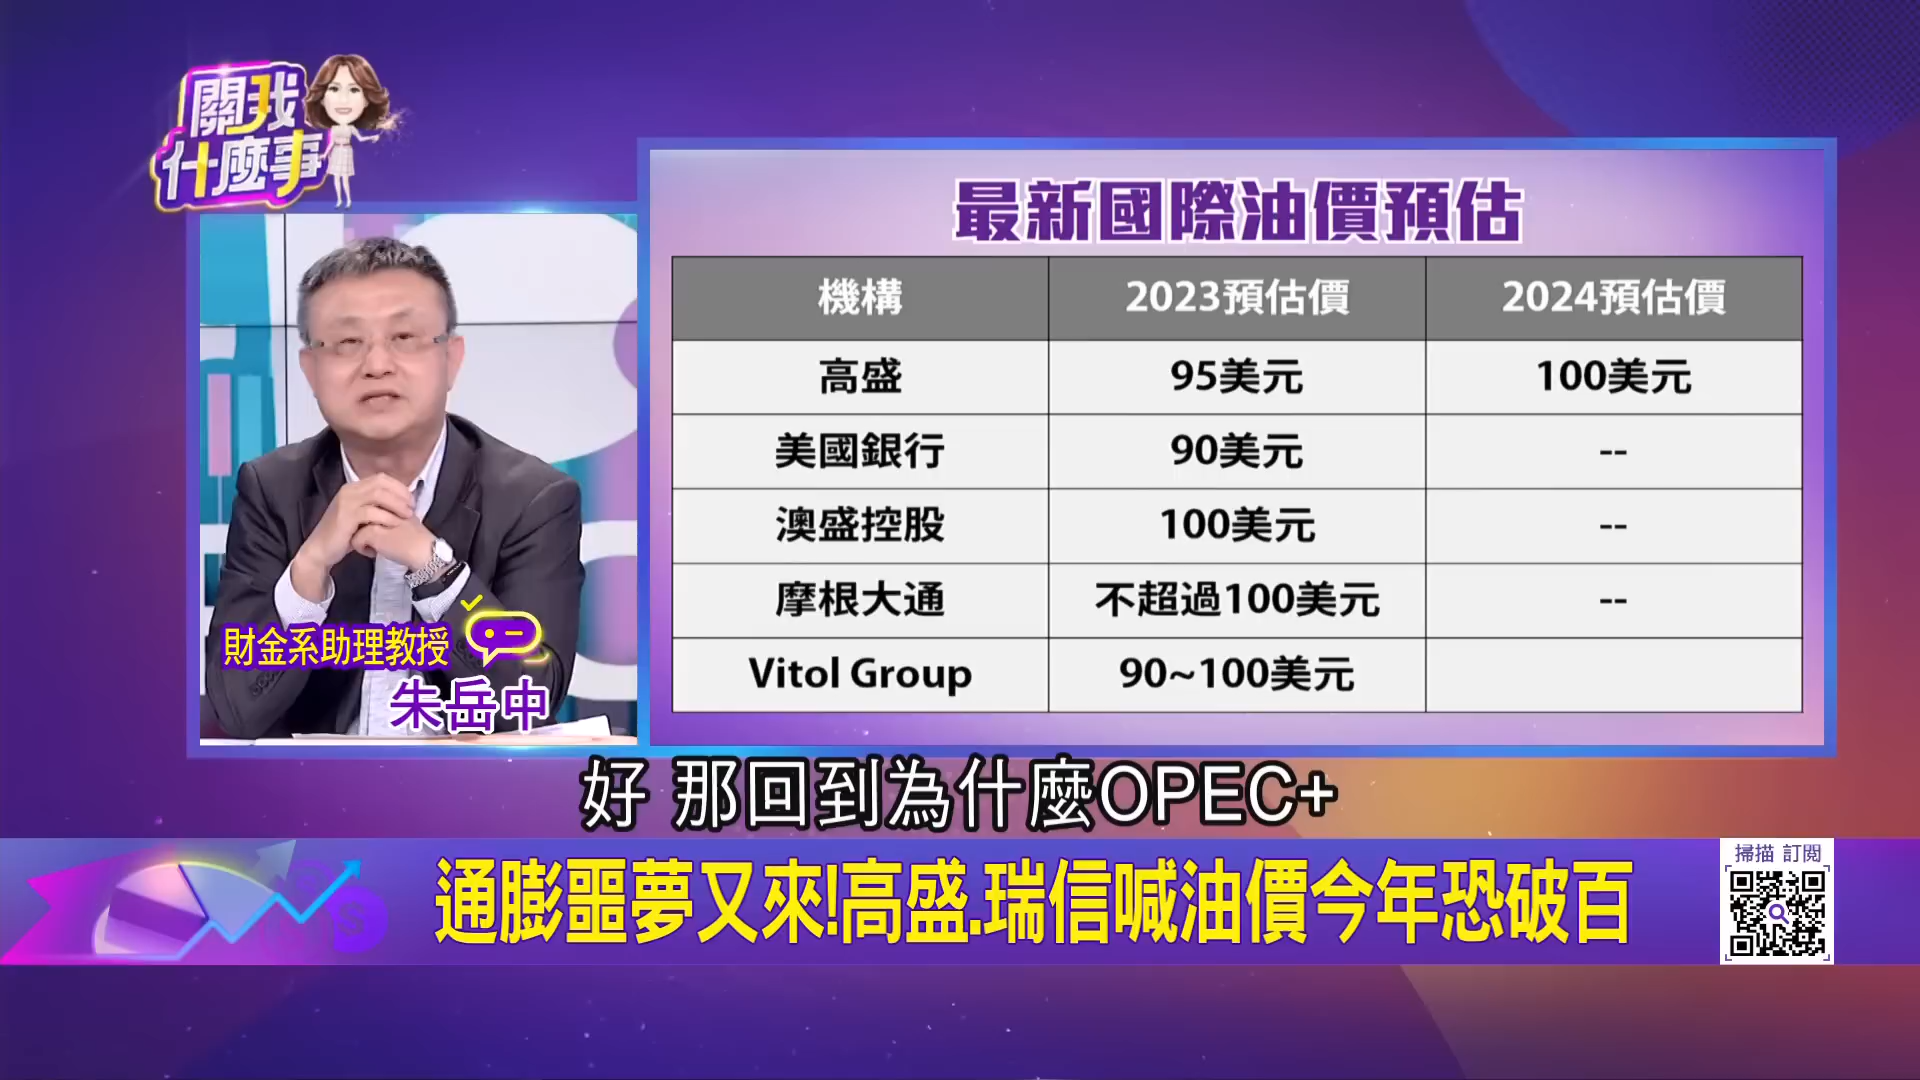 關我
什麼事
最新國際油價預估
機構 2023預估價 2024預估價
高盛 95美元 100美元
美國銀行 90美元 --
澳盛控股 100美元 --
摩根大通 不超過100美元 --
Vitol Group 90~100美元
財金系助理教授
朱岳中
好 那回到為什麼OPEC+
通膨噩夢又來!高盛.瑞信喊油價今年恐破百
掃描 訂閱